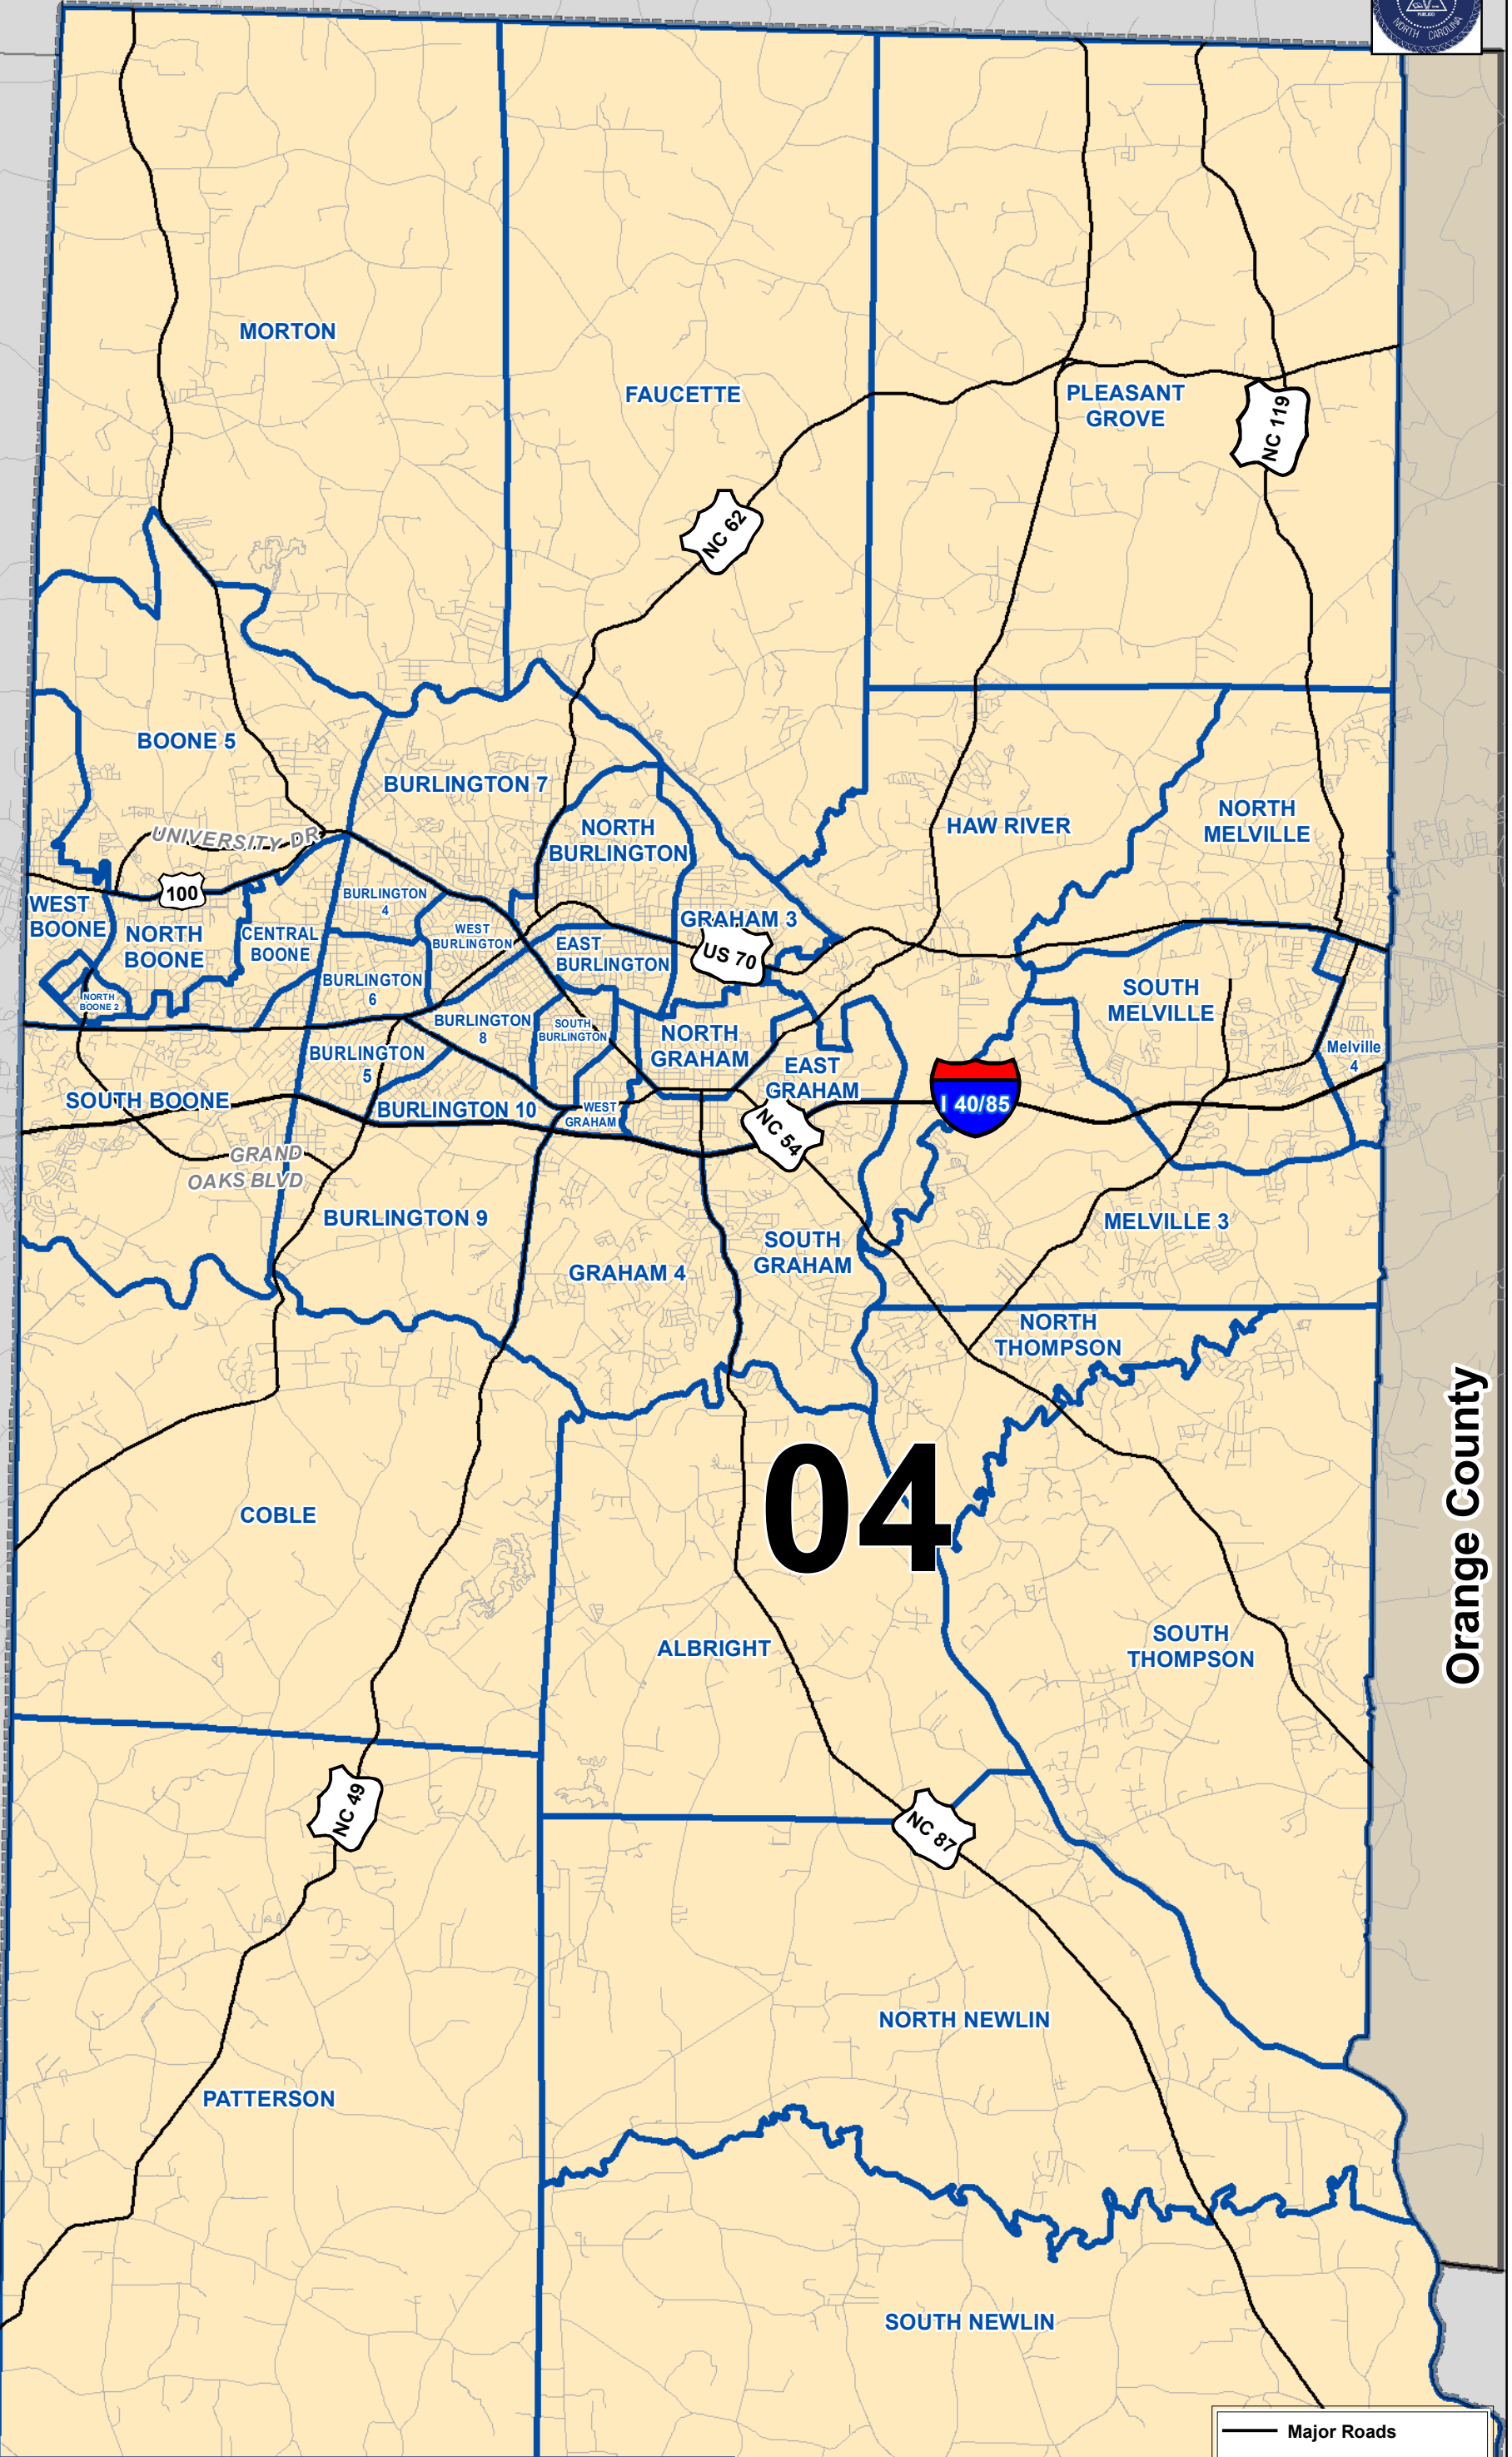 PUBLICO
NORTH CAROLINA
MORTON
FAUCETTE
PLEASANT
GROVE
NC 119
NC 62
BOONE 5
BURLINGTON 7
NORTH
BURLINGTON
HAW RIVER
NORTH
MELVILLE
UNIVERSITY DR
100
WEST
BOONE
NORTH
BOONE
CENTRAL
BOONE
BURLINGTON
4
WEST
BURLINGTON
EAST
BURLINGTON
GRAHAM 3
US 70
NORTH
BOONE 2
BURLINGTON
6
BURLINGTON
8
SOUTH
BURLINGTON
NORTH
GRAHAM
SOUTH
MELVILLE
Melville
4
BURLINGTON
5
EAST
GRAHAM
SOUTH BOONE
BURLINGTON 10
WEST
GRAHAM
I 40/85
NC 54
GRAND
OAKS BLVD
BURLINGTON 9
GRAHAM 4
SOUTH
GRAHAM
MELVILLE 3
NORTH
THOMPSON
04
Orange County
COBLE
ALBRIGHT
SOUTH
THOMPSON
NC 49
NC 87
NORTH NEWLIN
PATTERSON
SOUTH NEWLIN
Major Roads